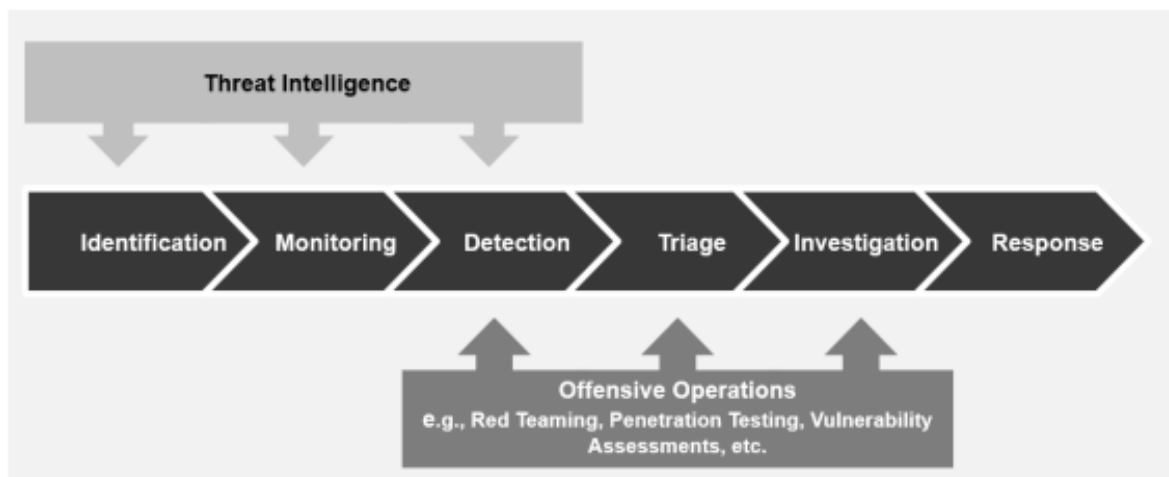 Threat Intelligence
Identification
Monitoring
Detection
Triage
Investigation
Response
Offensive Operations
e.g., Red Teaming, Penetration Testing, Vulnerability
Assessments, etc.